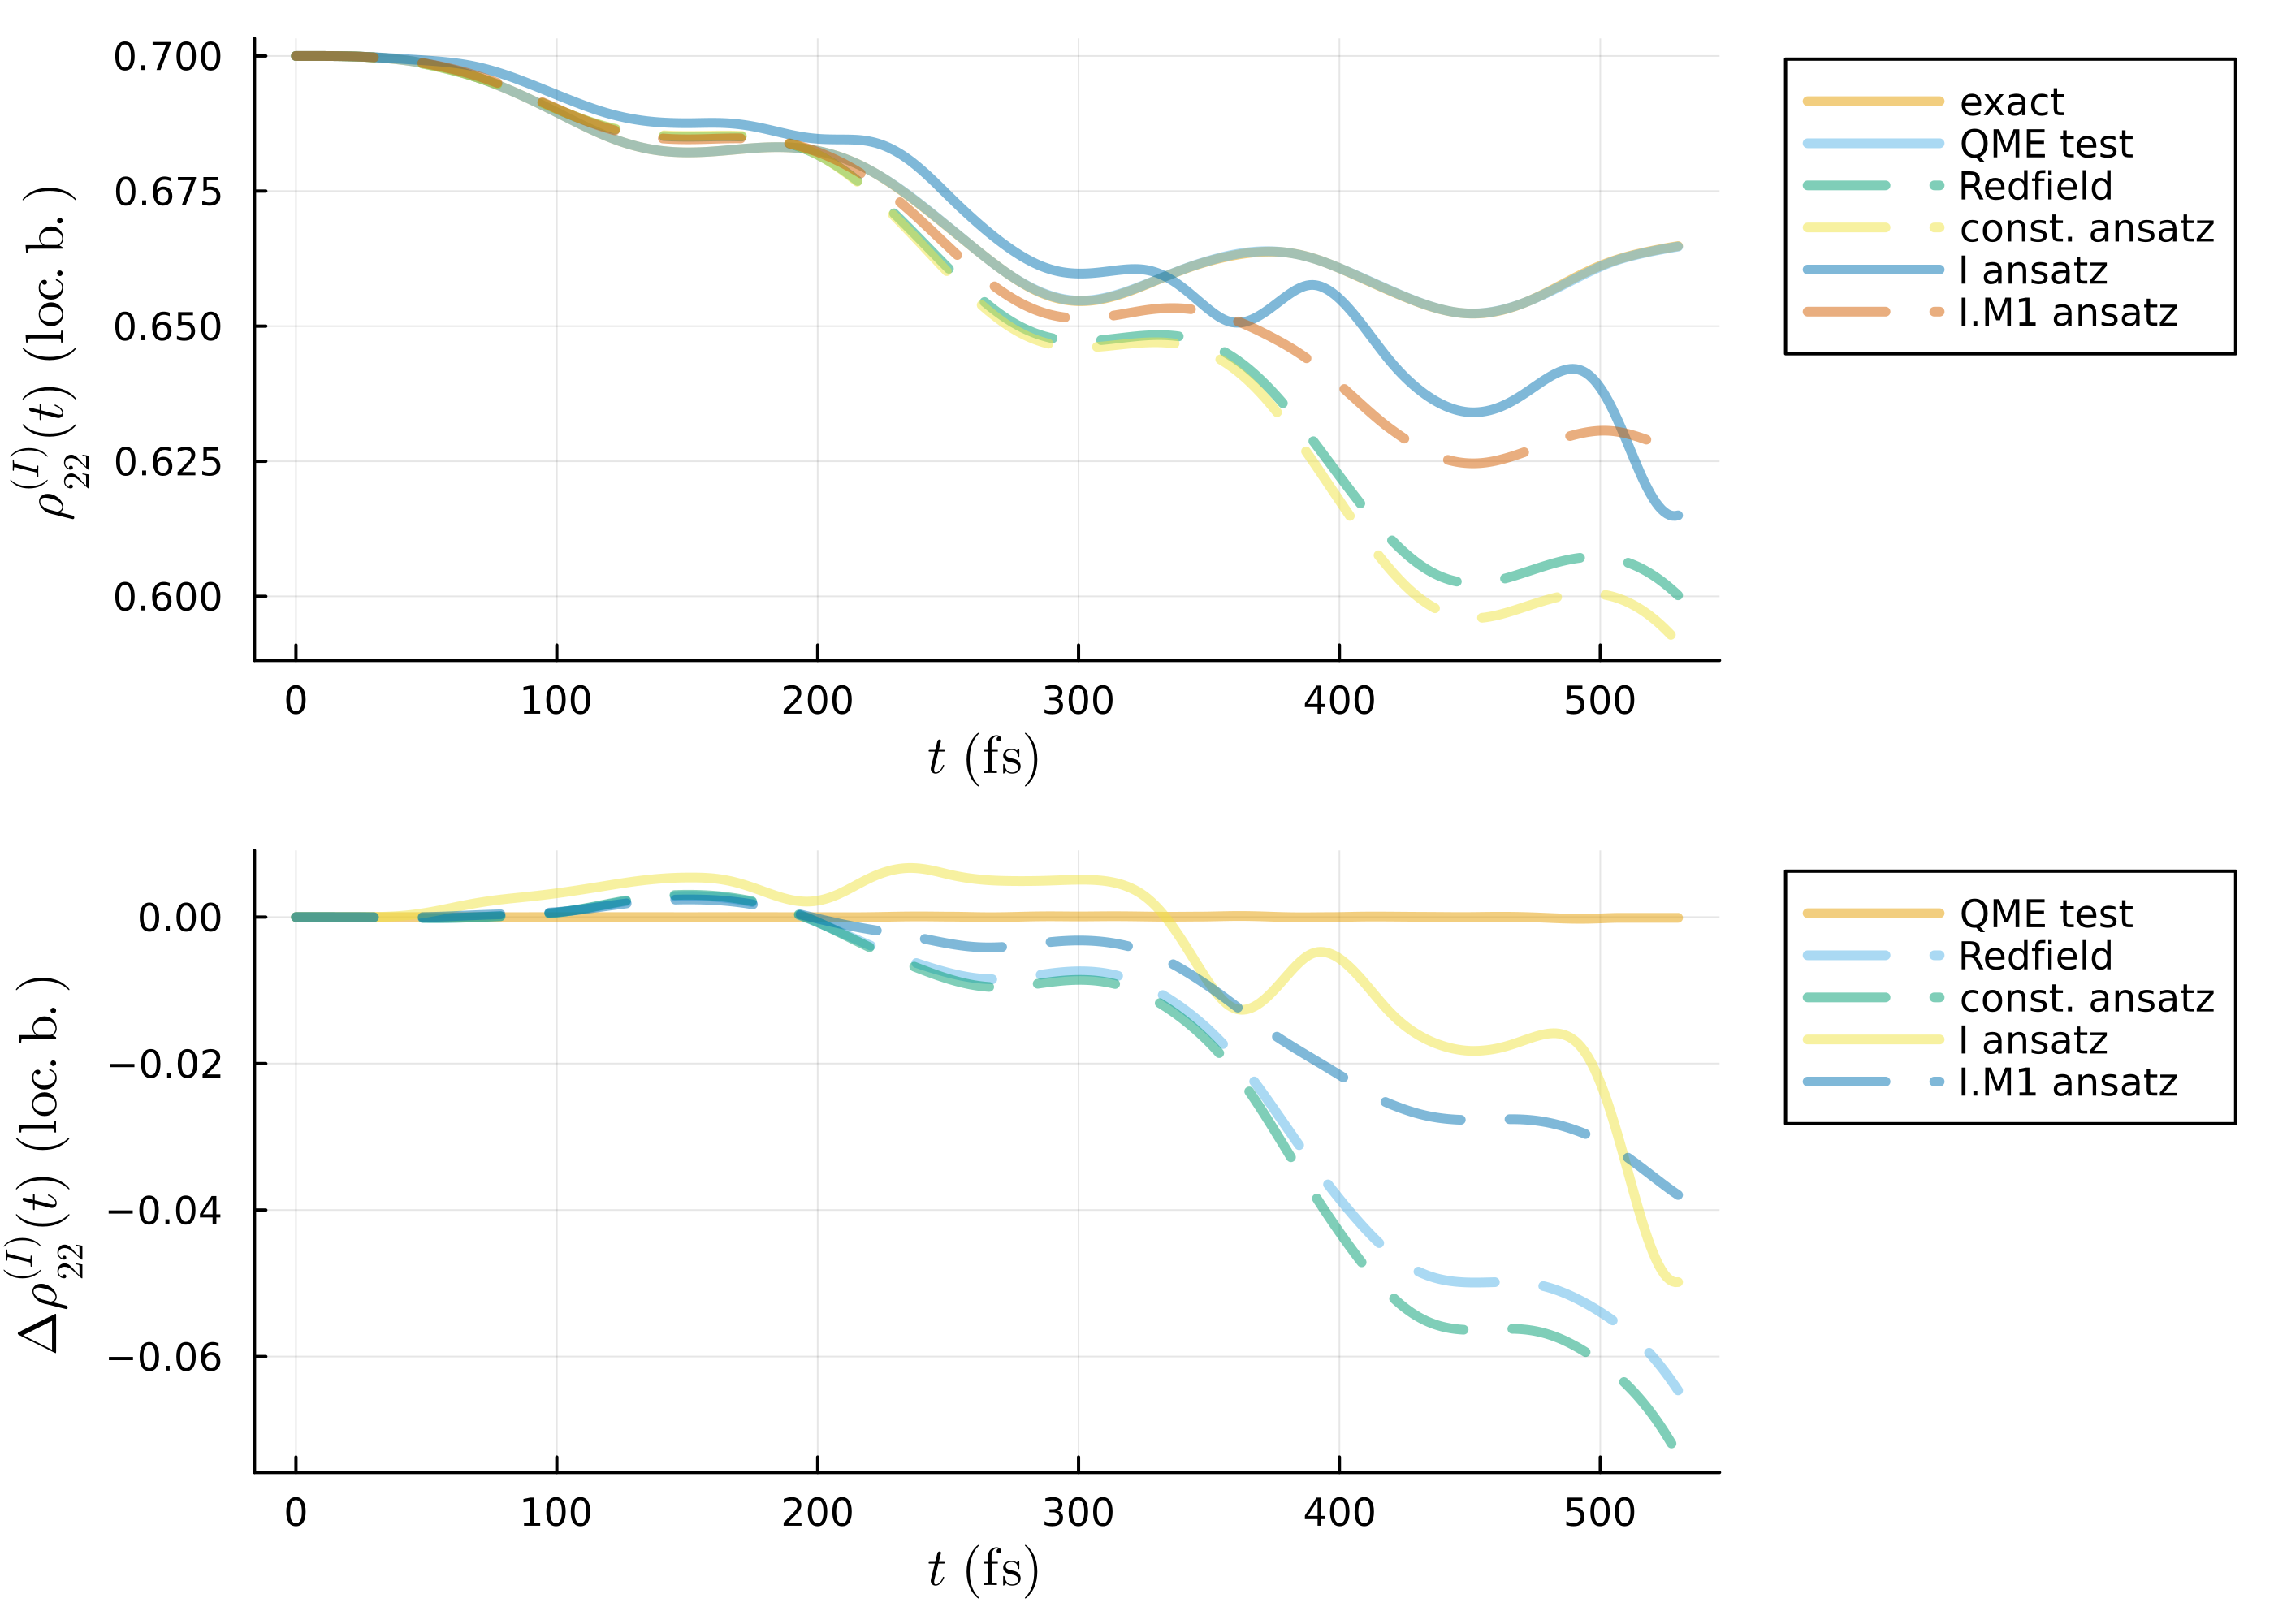 ρ₂₂⁽ᴵ⁾(t) (loc. b. )
0.700
0.675
0.650
0.625
0.600
0 100 200 300 400 500
t (fs)
exact
QME test
Redfield
const. ansatz
I ansatz
I.M1 ansatz
Δρ₂₂⁽ᴵ⁾(t) (loc. b. )
0.00
−0.02
−0.04
−0.06
0 100 200 300 400 500
t (fs)
QME test
Redfield
const. ansatz
I ansatz
I.M1 ansatz